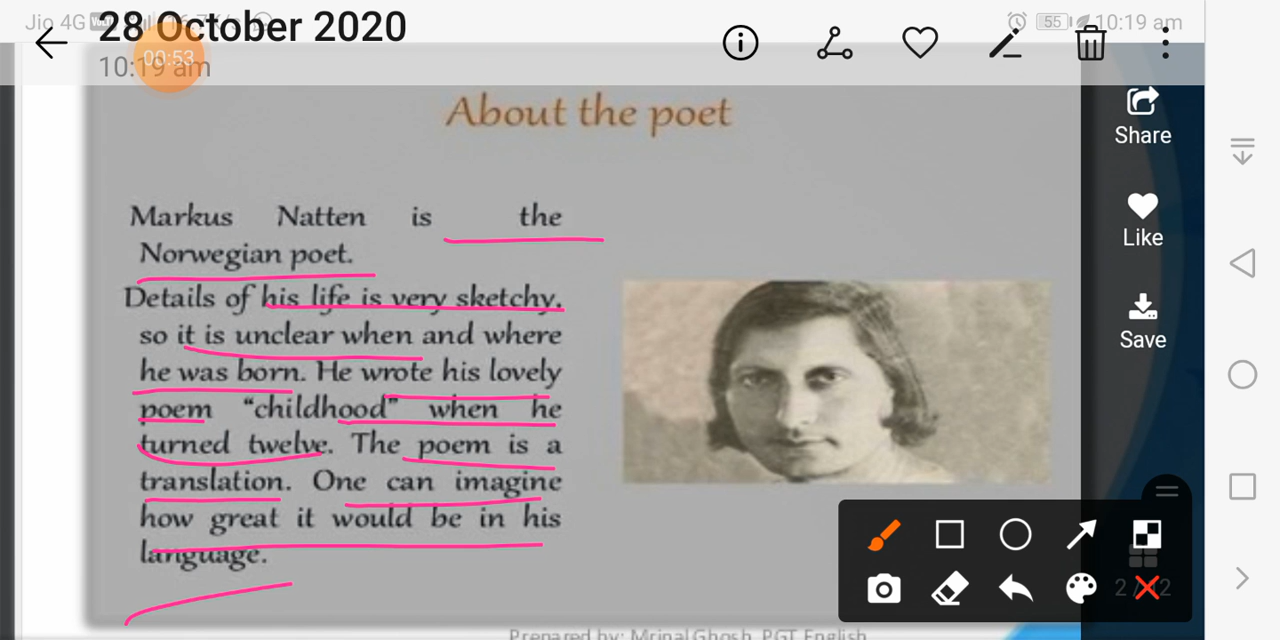 Jio 4G
28 October 2020
55 10:19 am
00:53
10:19 am
About the poet
Share
Like
Save
Markus Natten is the
Norwegian poet.
Details of his life is very sketchy,
so it is unclear when and where
he was born. He wrote his lovely
poem "childhood" when he
turned twelve. The poem is a
translation. One can imagine
how great it would be in his
language.
Prepared by: Mrinal Ghosh, PGT English